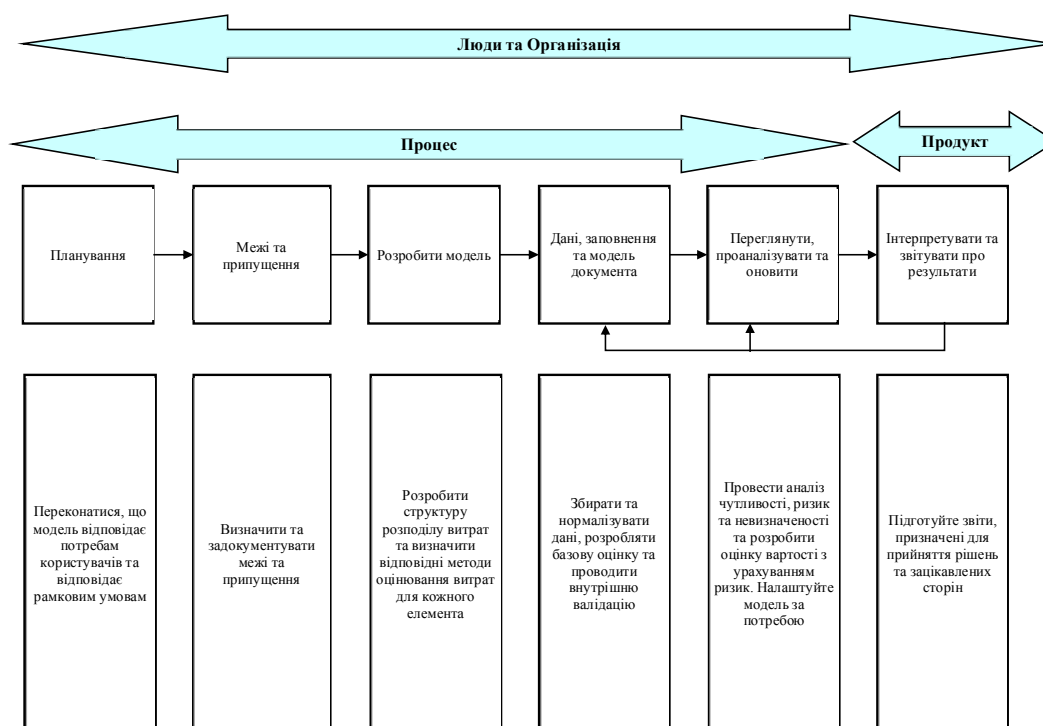 Люди та Організація
Процес
Продукт
Планування
Межі та
припущення
Розробити модель
Дані, заповнення
та модель
документа
Переглянути,
проаналізувати та
оновити
Інтерпретувати та
звітувати про
результати
Переконатися, що
модель відповідає
потребам
користувачів та
відповідає
рамковим умовам
Визначити та
задокументувати
межі та
припущення
Розробити
структуру
розподілу витрат
та визначити
відповідні методи
оцінювання витрат
для кожного
елемента
Збирати та
нормалізувати
дані, розробляти
базову оцінку та
проводити
внутрішню
валідацію
Провести аналіз
чутливості, ризик
та невизначеності
та розробити
оцінку вартості з
урахуванням
ризик. Налаштуйте
модель за
потребою
Підготуйте звіти,
призначені для
прийняття рішень
та зацікавлених
сторін